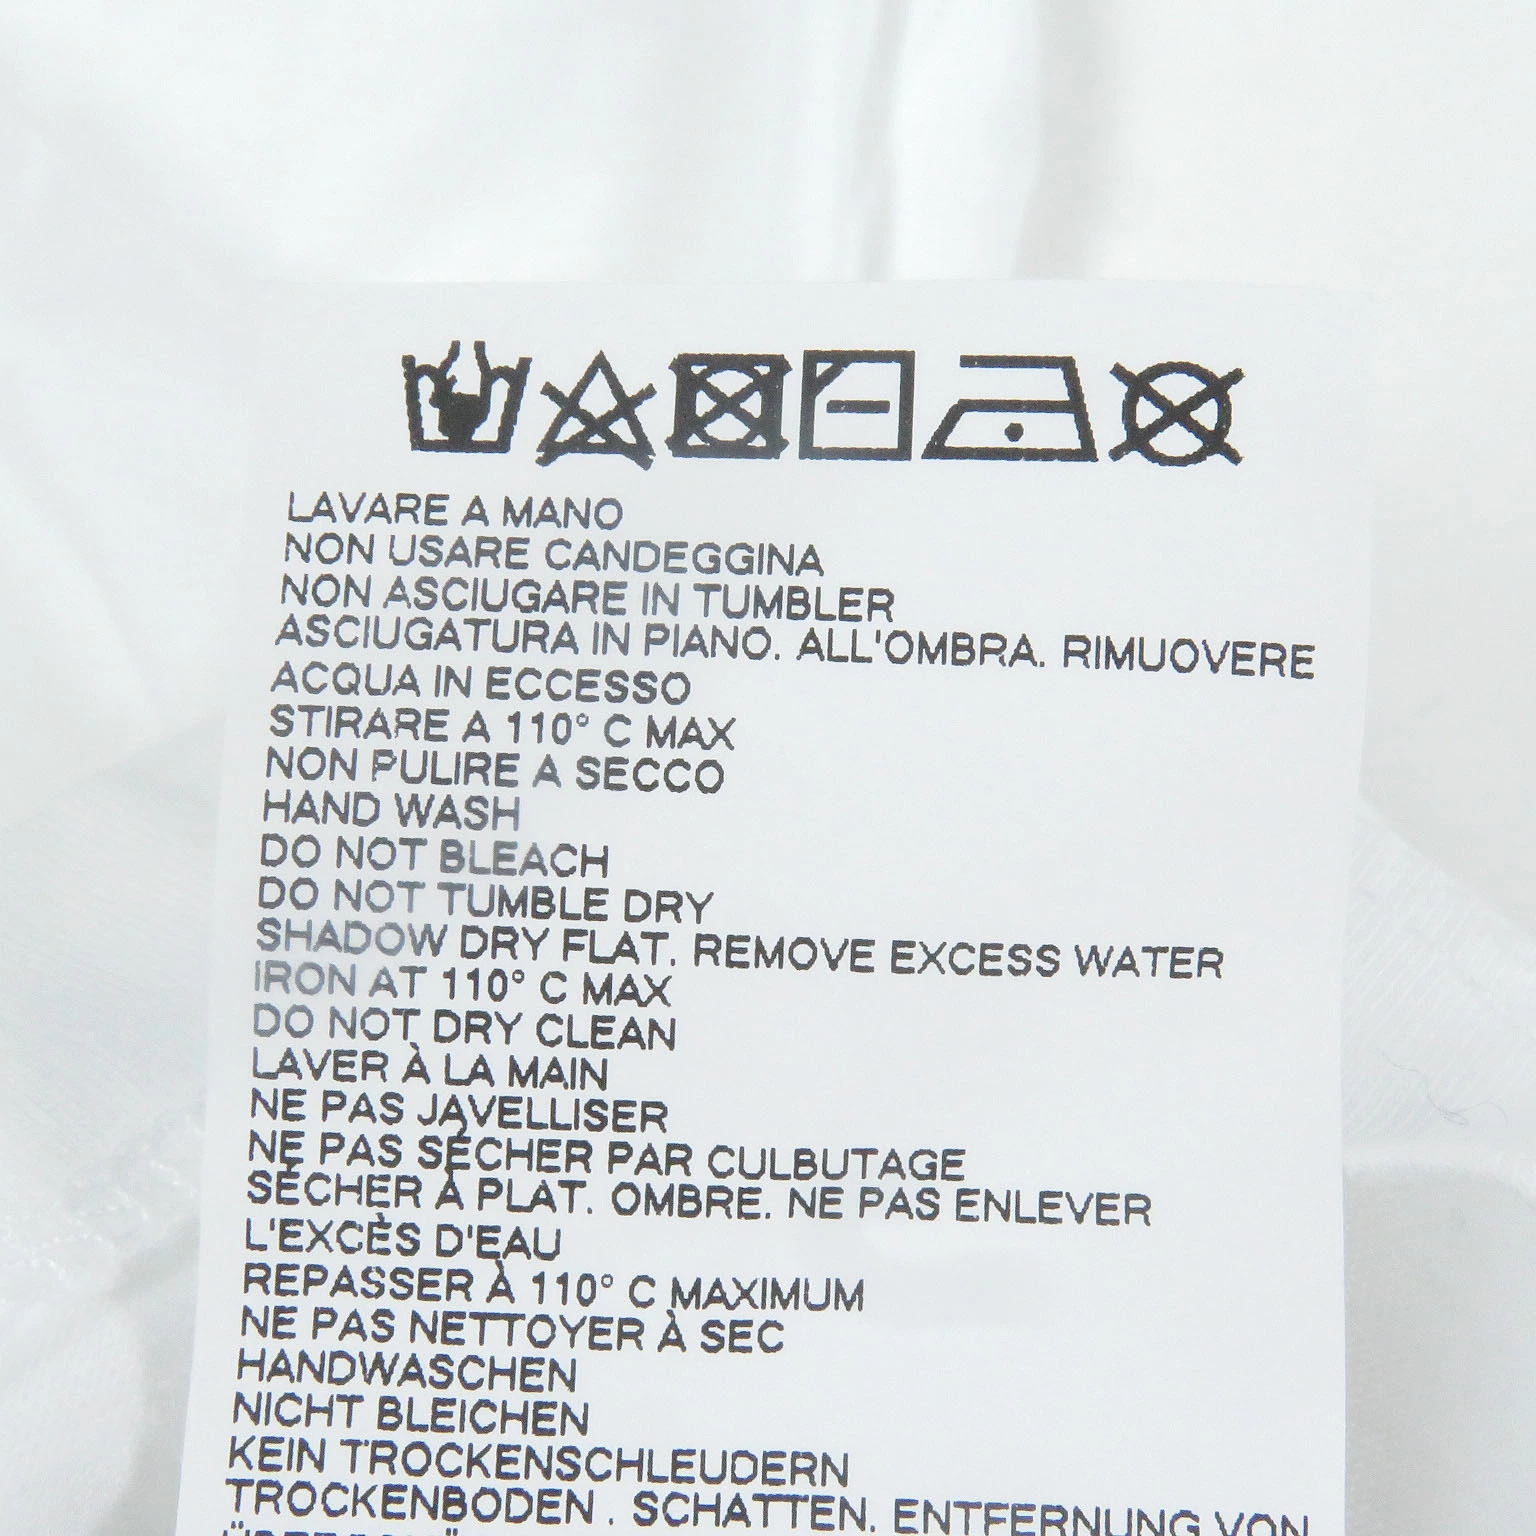 LAVARE A MANO
NON USARE CANDEGGINA
NON ASCIUGARE IN TUMBLER
ASCIUGATURA IN PIANO. ALL'OMBRA. RIMUOVERE
ACQUA IN ECCESSO
STIRARE A 110° C MAX
NON PULIRE A SECCO
HAND WASH
DO NOT BLEACH
DO NOT TUMBLE DRY
SHADOW DRY FLAT. REMOVE EXCESS WATER
IRON AT 110° C MAX
DO NOT DRY CLEAN
LAVER À LA MAIN
NE PAS JAVELLISER
NE PAS SÊCHER PAR CULBUTAGE
SÉCHER À PLAT. OMBRE. NE PAS ENLEVER
L'EXCÈS D'EAU
REPASSER À 110° C MAXIMUM
NE PAS NETTOYER À SEC
HANDWASCHEN
NICHT BLEICHEN
KEIN TROCKENSCHLEUDERN
TROCKENBODEN . SCHATTEN. ENTFERNUNG VON